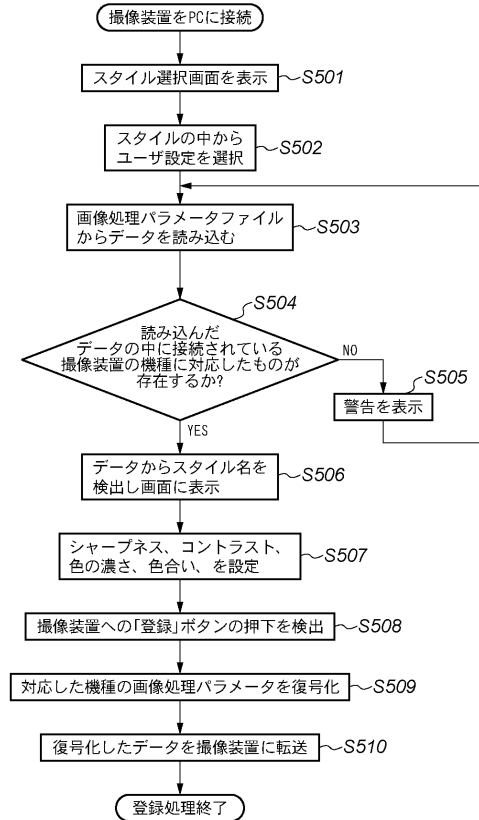 撮像装置をPCに接続
スタイル選択画面を表示
S501
スタイルの中から
ユーザ設定を選択
S502
画像処理パラメータファイル
からデータを読み込む
S503
S504
読み込んだ
データの中に接続されている
撮像装置の機種に対応したものが
存在するか?
NO
S505
警告を表示
YES
データからスタイル名を
検出し画面に表示
S506
シャープネス、コントラスト、
色の濃さ、色合い、を設定
S507
撮像装置への「登録」ボタンの押下を検出
S508
対応した機種の画像処理パラメータを復号化
S509
復号化したデータを撮像装置に転送
S510
登録処理終了